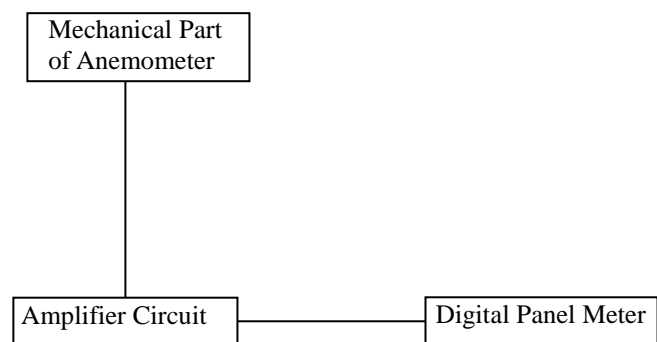 Mechanical Part
of Anemometer
Amplifier Circuit
Digital Panel Meter